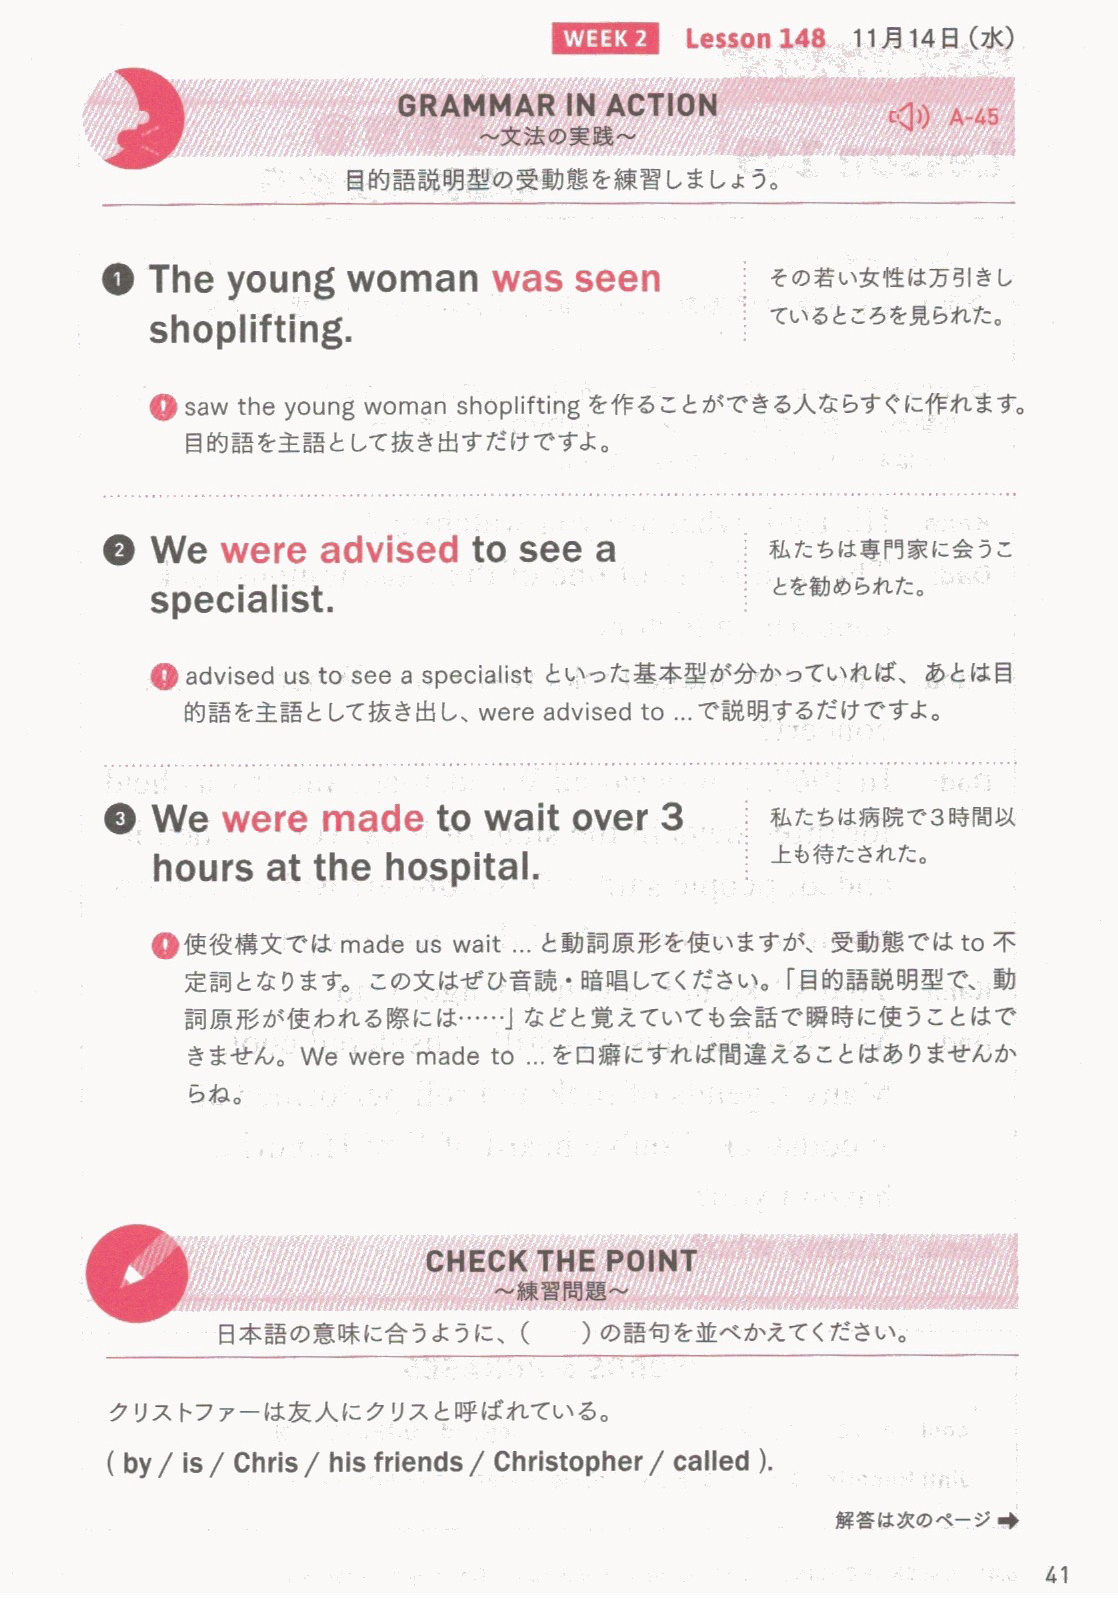 WEEK 2 Lesson 148 11月14日(水)
GRAMMAR IN ACTION
A-45
～文法の実践～
目的語説明型の受動態を練習しましょう。
1 The young woman was seen
shoplifting.
その若い女性は万引きし
ているところを見られた。
! saw the young woman shoplifting を作ることができる人ならすぐに作れます。
目的語を主語として抜き出すだけですよ。
2 We were advised to see a
specialist.
私たちは専門家に会うこ
とを勧められた。
! advised us to see a specialist といった基本型が分かっていれば、あとは目
的語を主語として抜き出し、were advised to ... で説明するだけですよ。
3 We were made to wait over 3
hours at the hospital.
私たちは病院で3時間以
上も待たされた。
! 使役構文では made us wait ... と動詞原形を使いますが、受動態では to 不
定詞となります。この文はぜひ音読・暗唱してください。「目的語説明型で、動
詞原形が使われる際には……」などと覚えていても会話で瞬時に使うことはで
きません。We were made to ... を口癖にすれば間違えることはありませんか
らね。
CHECK THE POINT
～練習問題～
日本語の意味に合うように、(　　)の語句を並べかえてください。
クリストファーは友人にクリスと呼ばれている。
( by / is / Chris / his friends / Christopher / called ).
解答は次のページ➡
41